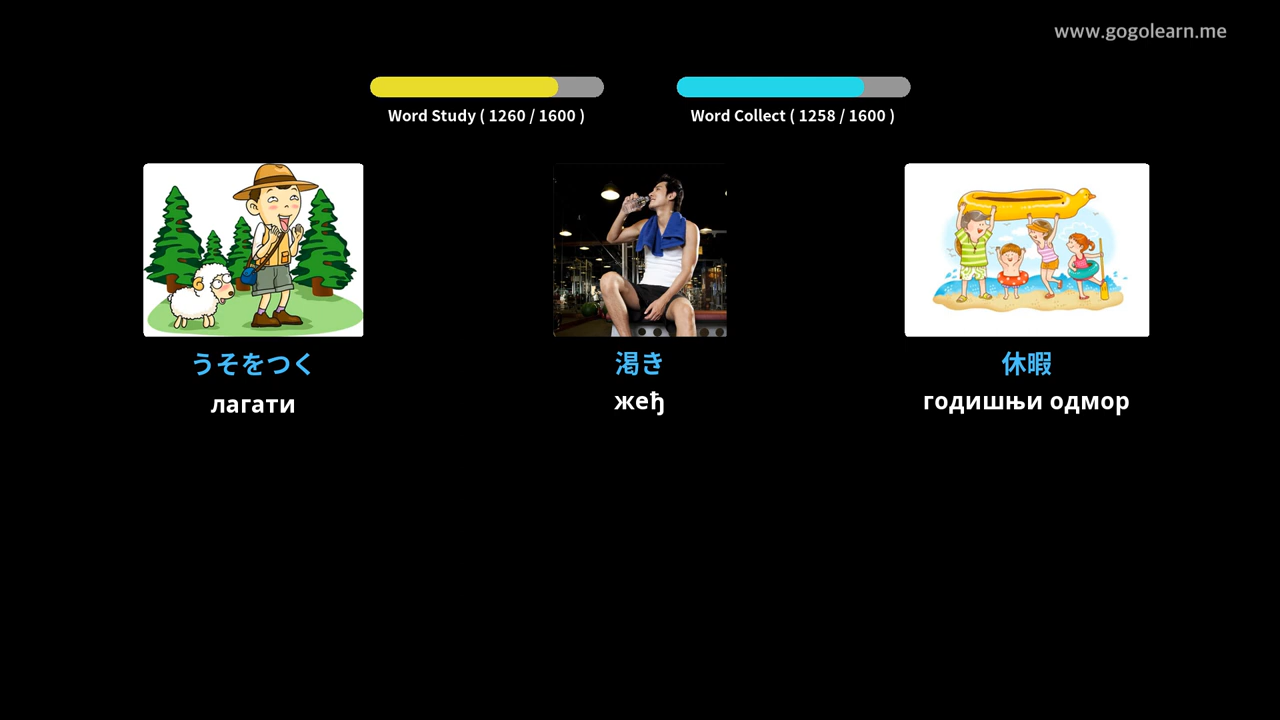 www.gogolearn.me
Word Study ( 1260 / 1600 )
Word Collect ( 1258 / 1600 )
うそをつく
渇き
休暇
лагати
жеђ
годишњи одмор